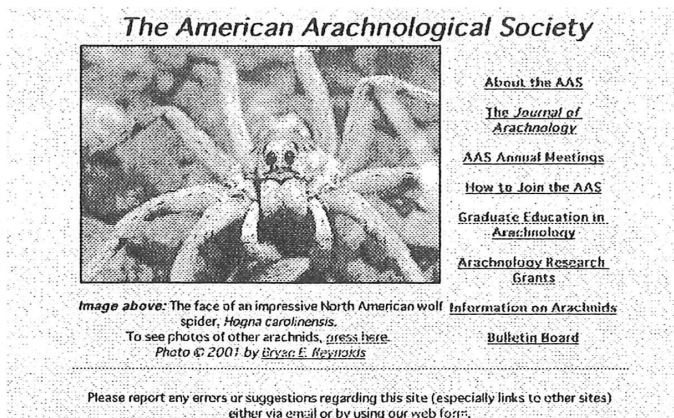 The American Arachnological Society
About the AAS
The Journal of
Arachnology
AAS Annual Meetings
How to Join the AAS
Graduate Education in
Arachnology
Arachnology Research
Grants
Information on Arachnids
Bulletin Board
Image above: The face of an impressive North American wolf
spider, Hogna carolinensis.
To see photos of other arachnids, press here.
Photo © 2001 by Bryan E. Reynolds
Please report any errors or suggestions regarding this site (especially links to other sites)
either via email or by using our web form.